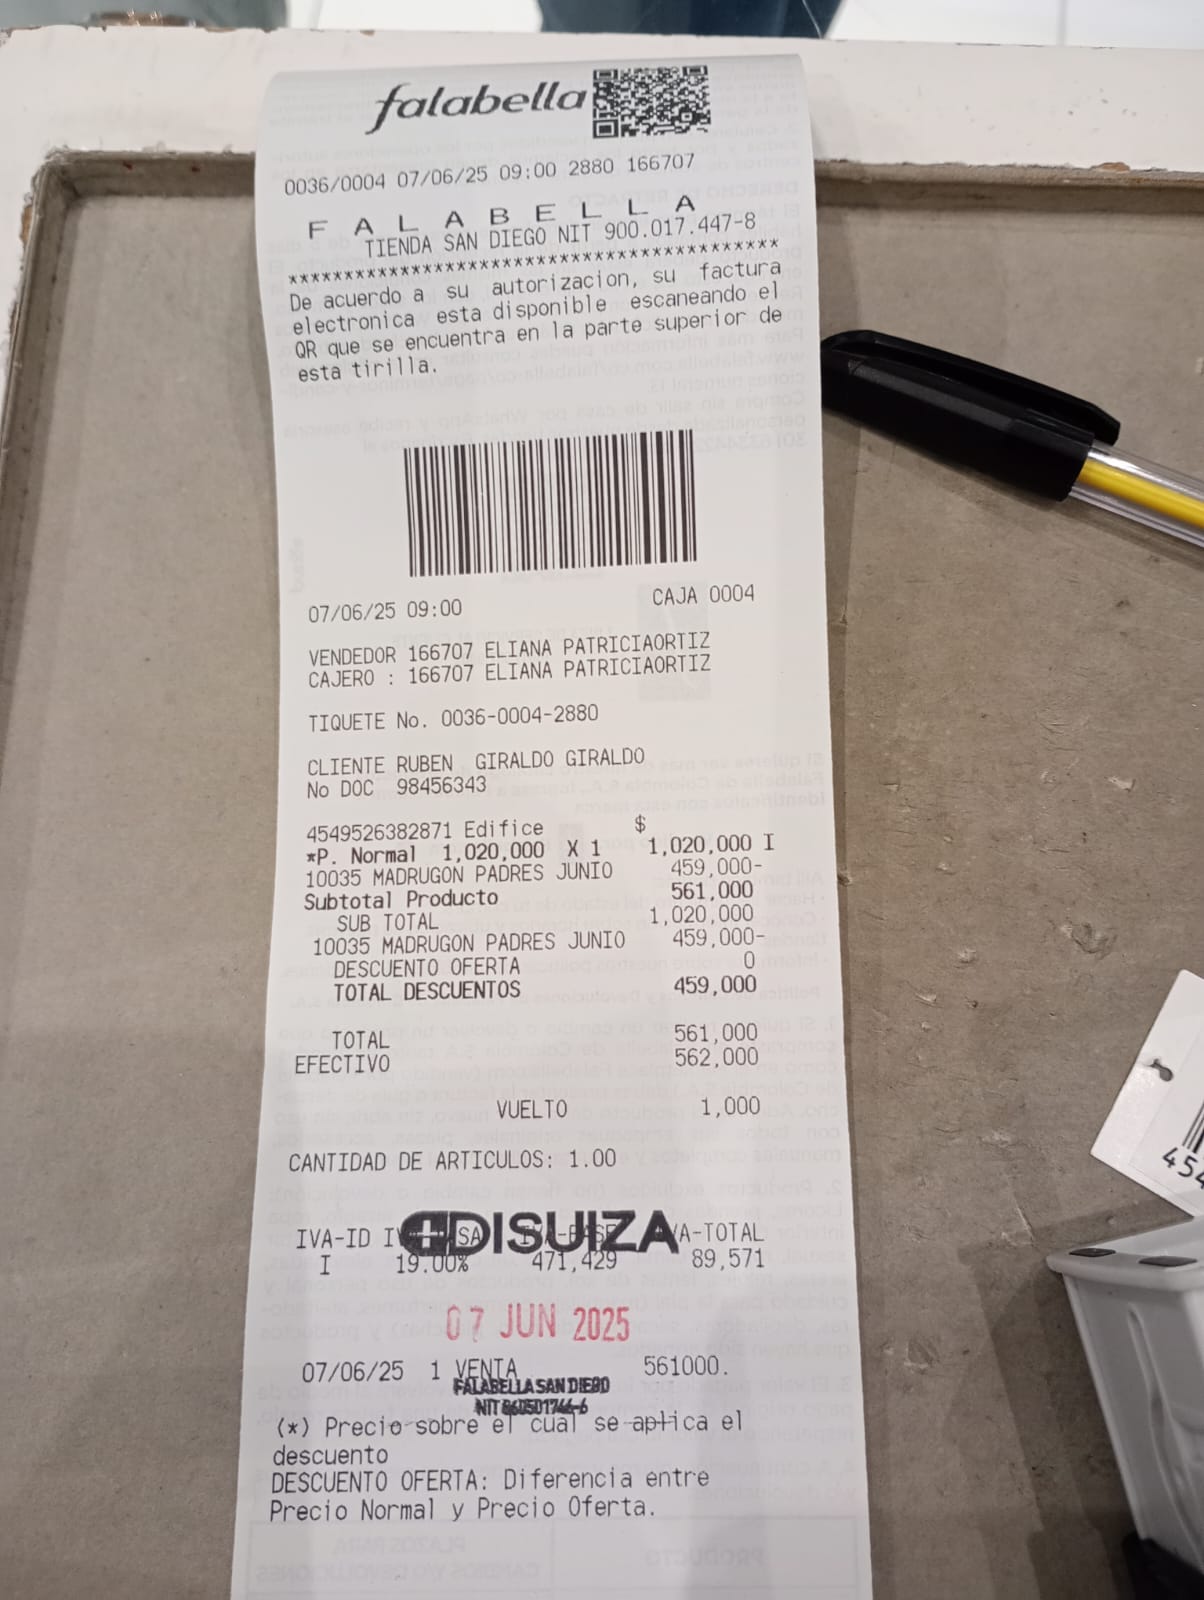 falabella
0036/0004 07/06/25 09:00 2880 166707
F A L A B E L L A
TIENDA SAN DIEGO NIT 900.017.447-8
********************************************
De acuerdo a su autorizacion, su factura
electronica esta disponible escaneando el
QR que se encuentra en la parte superior de
esta tirilla.
07/06/25 09:00 CAJA 0004
VENDEDOR 166707 ELIANA PATRICIAORTIZ
CAJERO : 166707 ELIANA PATRICIAORTIZ
TIQUETE No. 0036-0004-2880
CLIENTE RUBEN GIRALDO GIRALDO
No DOC 98456343
4549526382871 Edifice $
*P. Normal 1,020,000 X 1 1,020,000 I
10035 MADRUGON PADRES JUNIO 459,000-
Subtotal Producto 561,000
SUB TOTAL 1,020,000
10035 MADRUGON PADRES JUNIO 459,000-
DESCUENTO OFERTA 0
TOTAL DESCUENTOS 459,000
TOTAL 561,000
EFECTIVO 562,000
VUELTO 1,000
CANTIDAD DE ARTICULOS: 1.00
DISUIZA
IVA-ID IVA-TOTAL
I 19.00% 471,429 89,571
07 JUN 2025
07/06/25 1 VENTA 561000.
FALABELLA SAN DIEGO
(*) Precio sobre el cual se aplica el
descuento
DESCUENTO OFERTA: Diferencia entre
Precio Normal y Precio Oferta.
454